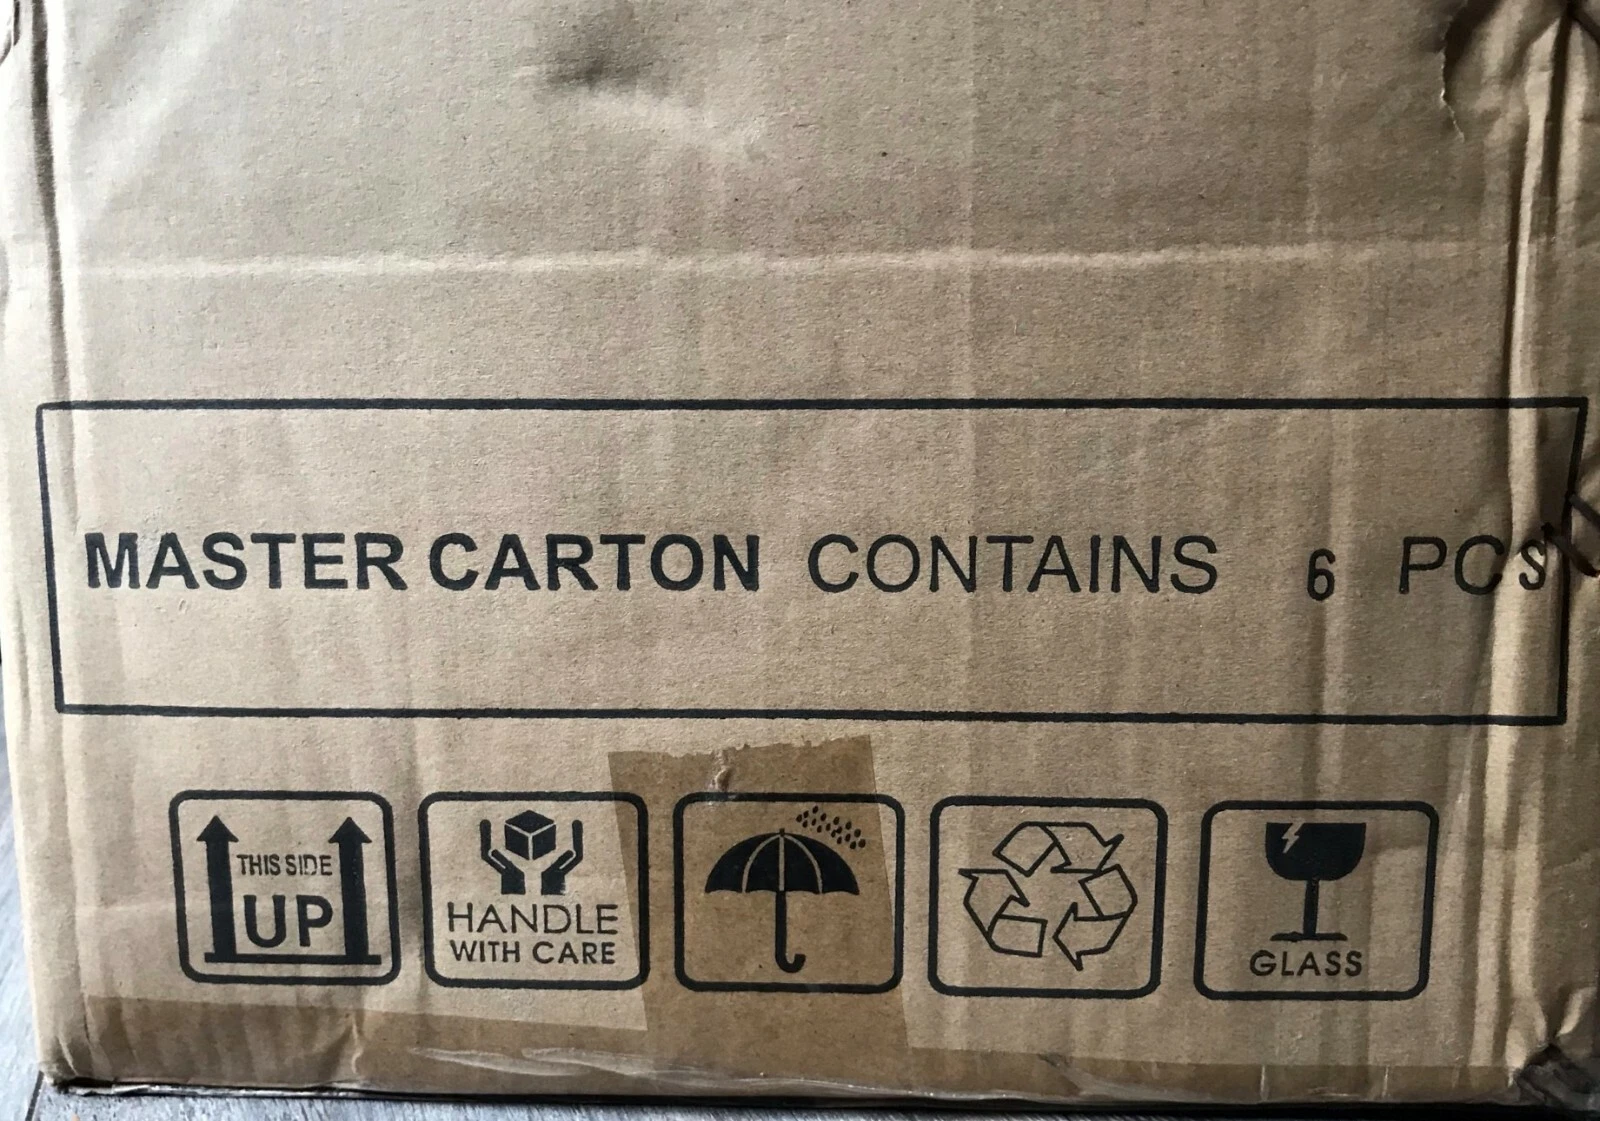 MASTER CARTON CONTAINS 6 PCS
THIS SIDE
UP
HANDLE
WITH CARE
GLASS